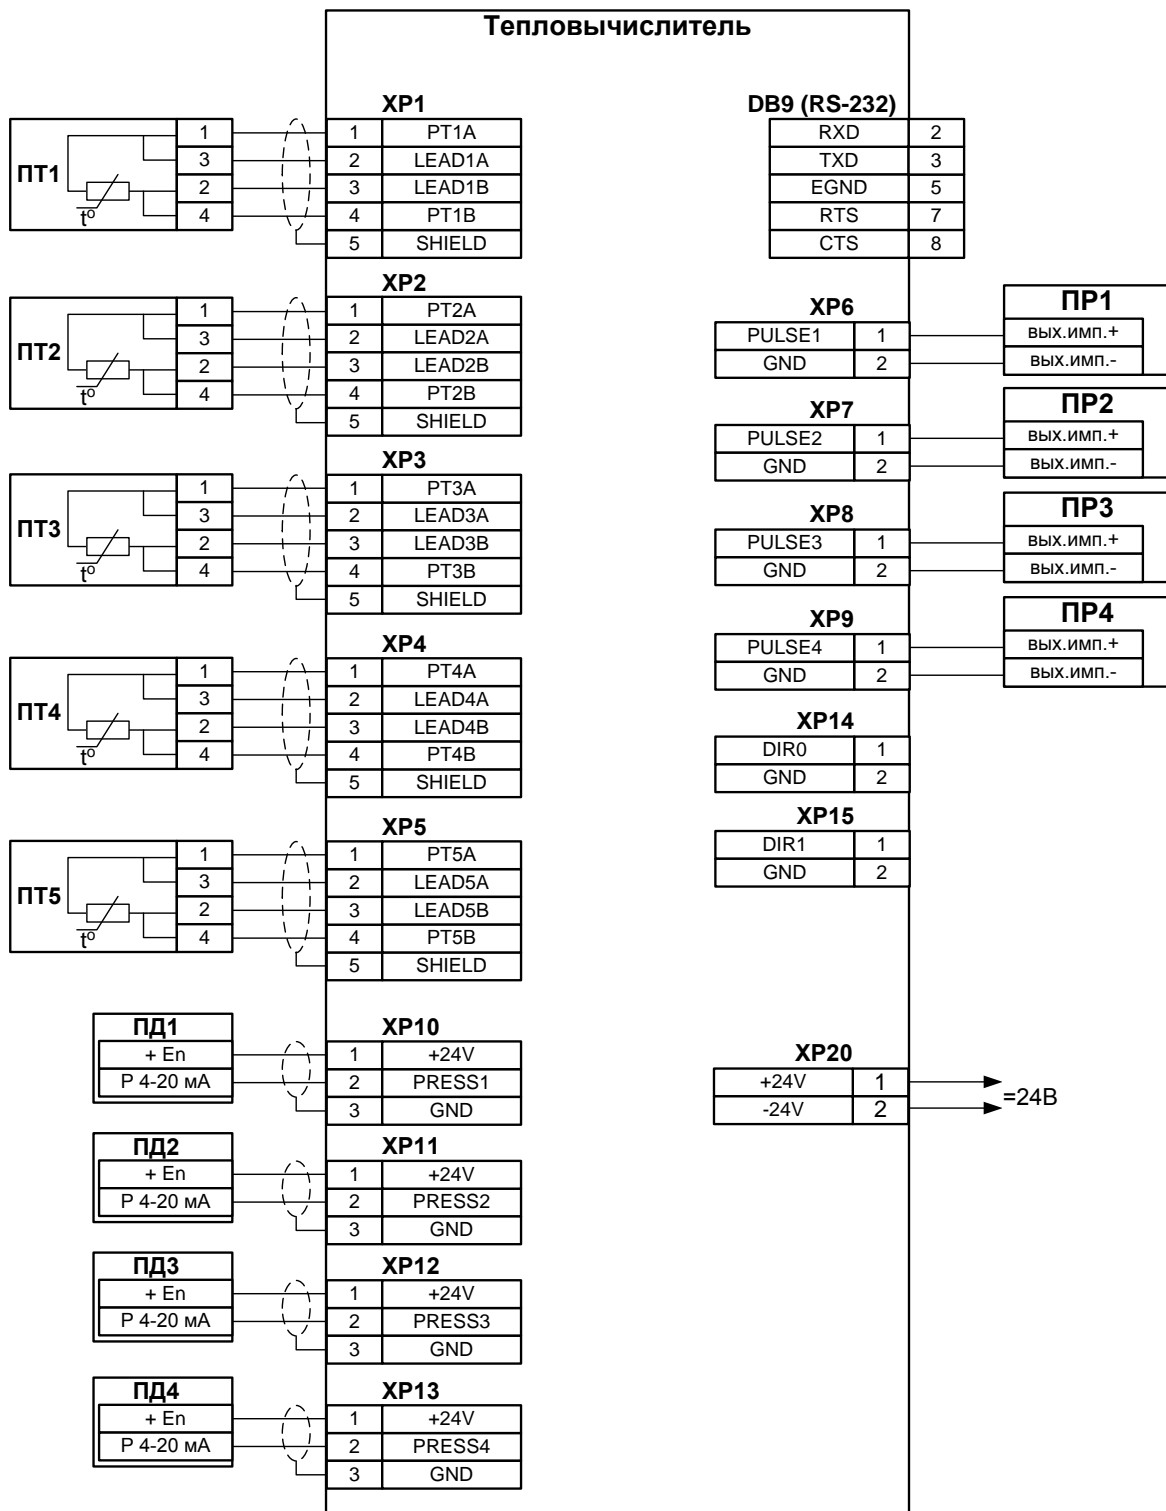 Тепловычислитель
XP1
ПТ1
1
3
2
4
tº
1 PT1A
2 LEAD1A
3 LEAD1B
4 PT1B
5 SHIELD
XP2
ПТ2
1
3
2
4
tº
1 PT2A
2 LEAD2A
3 LEAD2B
4 PT2B
5 SHIELD
XP3
ПТ3
1
3
2
4
tº
1 PT3A
2 LEAD3A
3 LEAD3B
4 PT3B
5 SHIELD
XP4
ПТ4
1
3
2
4
tº
1 PT4A
2 LEAD4A
3 LEAD4B
4 PT4B
5 SHIELD
XP5
ПТ5
1
3
2
4
tº
1 PT5A
2 LEAD5A
3 LEAD5B
4 PT5B
5 SHIELD
ПД1
+ En
P 4-20 мА
XP10
1 +24V
2 PRESS1
3 GND
ПД2
+ En
P 4-20 мА
XP11
1 +24V
2 PRESS2
3 GND
ПД3
+ En
P 4-20 мА
XP12
1 +24V
2 PRESS3
3 GND
ПД4
+ En
P 4-20 мА
XP13
1 +24V
2 PRESS4
3 GND
DB9 (RS-232)
RXD 2
TXD 3
EGND 5
RTS 7
CTS 8
XP6
PULSE1 1
GND 2
ПР1
вых.имп.+
вых.имп.-
XP7
PULSE2 1
GND 2
ПР2
вых.имп.+
вых.имп.-
XP8
PULSE3 1
GND 2
ПР3
вых.имп.+
вых.имп.-
XP9
PULSE4 1
GND 2
ПР4
вых.имп.+
вых.имп.-
XP14
DIR0 1
GND 2
XP15
DIR1 1
GND 2
XP20
+24V 1
-24V 2
=24В